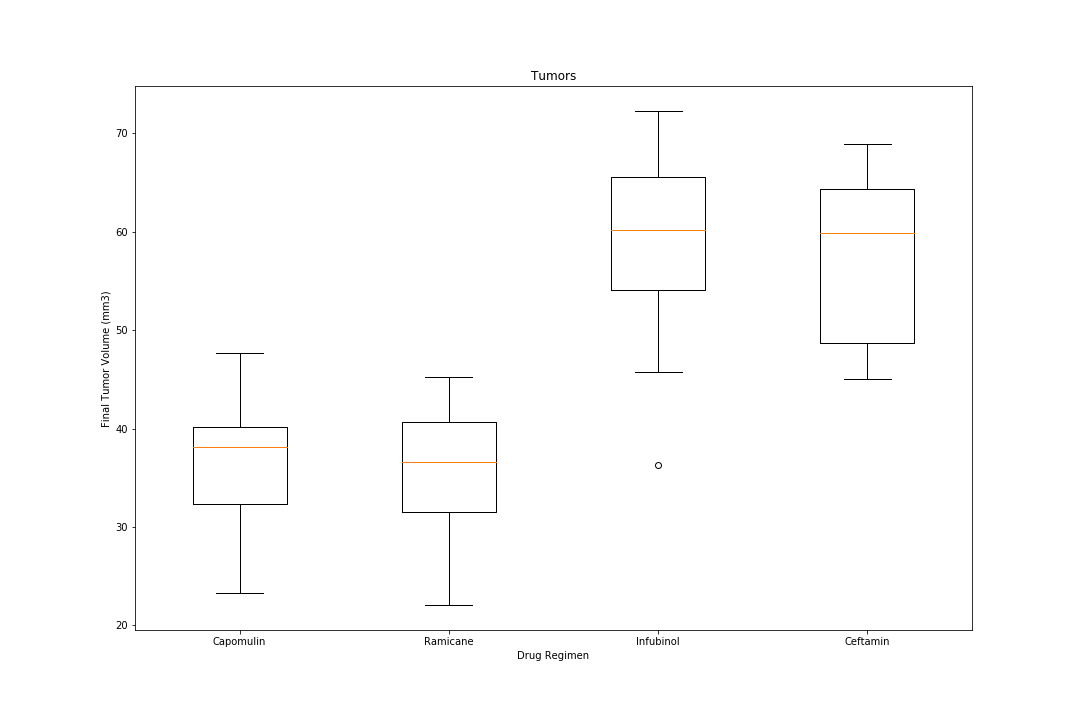 Tumors
Final Tumor Volume (mm3)
70
60
50
40
30
20
Capomulin Ramicane Infubinol Ceftamin
Drug Regimen